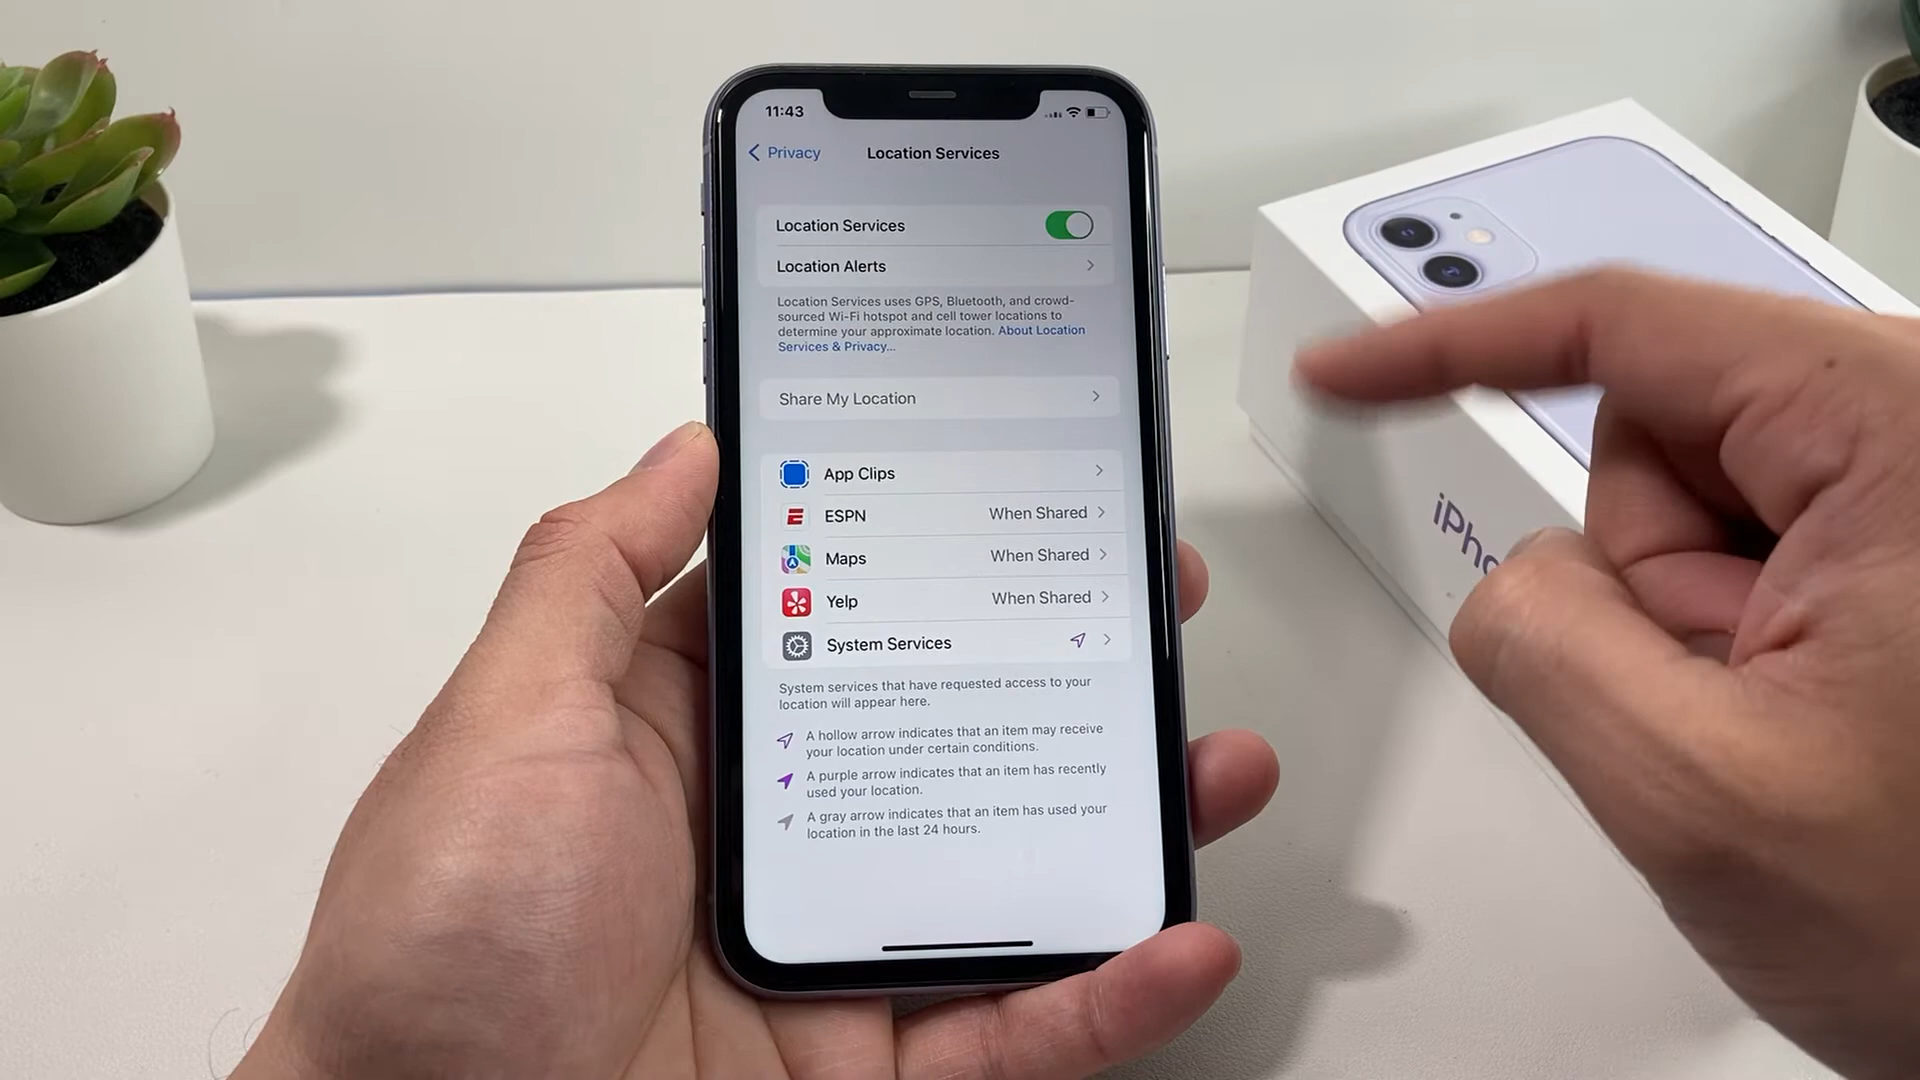 11:43
Privacy
Location Services
Location Services
Location Alerts
Location Services uses GPS, Bluetooth, and crowd-
sourced Wi-Fi hotspot and cell tower locations to
determine your approximate location. About Location
Services & Privacy...
Share My Location
App Clips
ESPN When Shared
Maps When Shared
Yelp When Shared
System Services
System services that have requested access to your
location will appear here.
A hollow arrow indicates that an item may receive
your location under certain conditions.
A purple arrow indicates that an item has recently
used your location.
A gray arrow indicates that an item has used your
location in the last 24 hours.
iPho